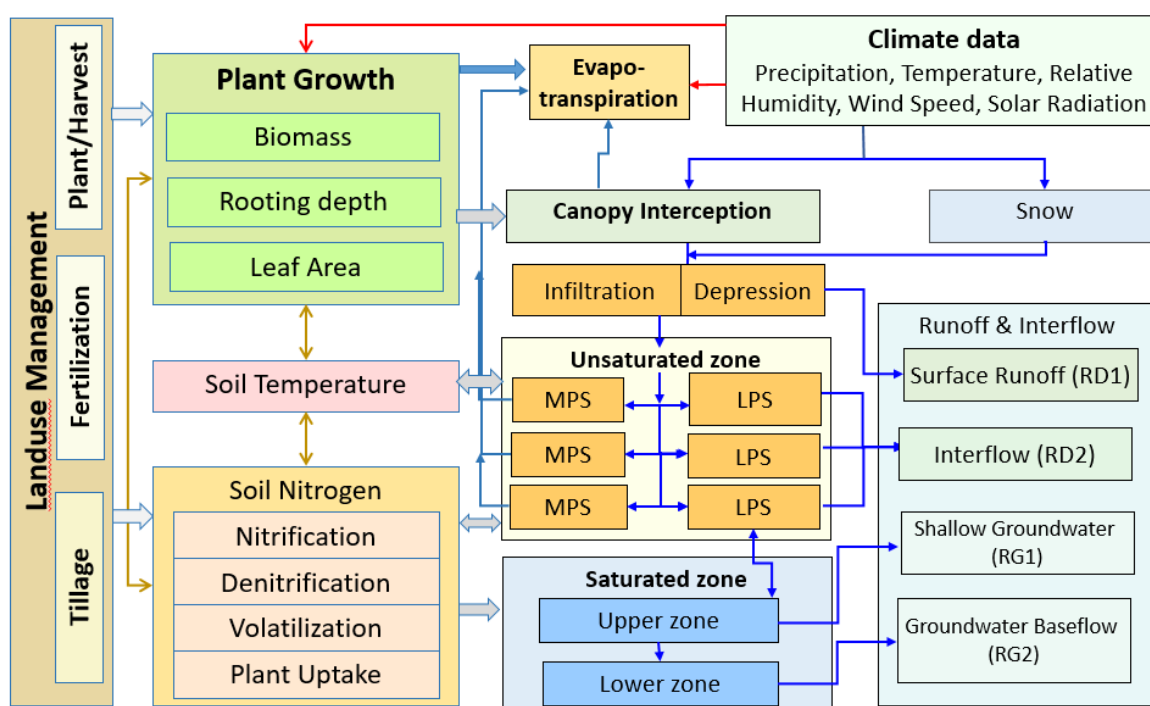 Landuse Management
Plant/Harvest
Fertilization
Tillage
Plant Growth
Biomass
Rooting depth
Leaf Area
Soil Temperature
Soil Nitrogen
Nitrification
Denitrification
Volatilization
Plant Uptake
Evapo-
transpiration
Climate data
Precipitation, Temperature, Relative
Humidity, Wind Speed, Solar Radiation
Canopy Interception
Snow
Infiltration
Depression
Unsaturated zone
MPS
LPS
MPS
LPS
MPS
LPS
Saturated zone
Upper zone
Lower zone
Runoff & Interflow
Surface Runoff (RD1)
Interflow (RD2)
Shallow Groundwater
(RG1)
Groundwater Baseflow
(RG2)